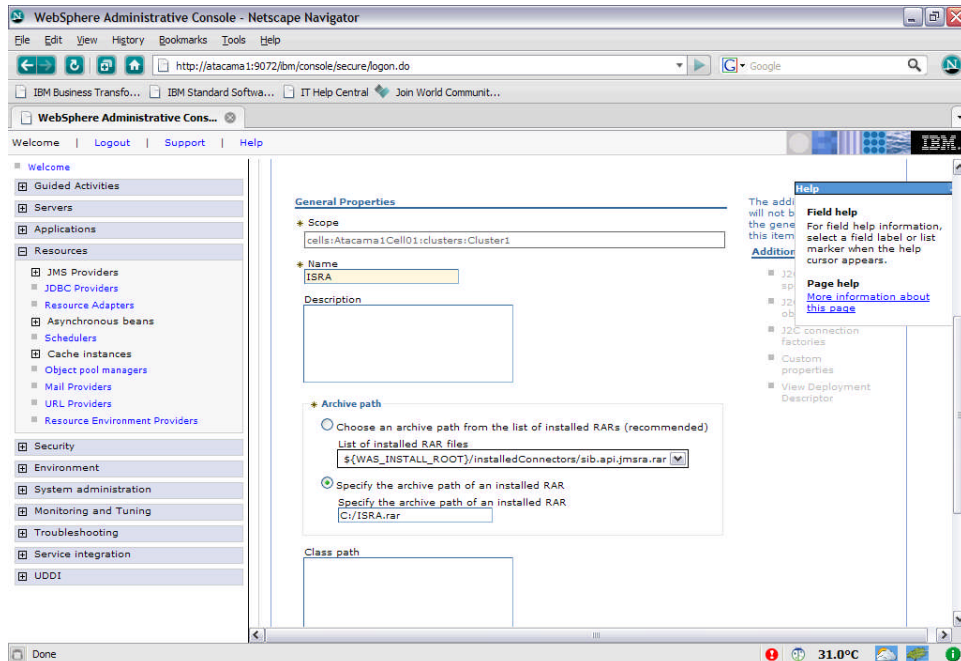 WebSphere Administrative Console - Netscape Navigator
File Edit View History Bookmarks Tools Help
http://atacama1:9072/ibm/console/secure/logon.do
G Google
IBM Business Transfo... IBM Standard Softwa... IT Help Central Join World Communit...
WebSphere Administrative Cons...
Welcome | Logout | Support | Help
IBM.
Welcome
Guided Activities
Servers
Applications
Resources
JMS Providers
JDBC Providers
Resource Adapters
Asynchronous beans
Schedulers
Cache instances
Object pool managers
Mail Providers
URL Providers
Resource Environment Providers
Security
Environment
System administration
Monitoring and Tuning
Troubleshooting
Service integration
UDDI
General Properties
Scope
cells:Atacama1Cell01:clusters:Cluster1
Name
ISRA
Description
Archive path
Choose an archive path from the list of installed RARs (recommended)
List of installed RAR files
${WAS_INSTALL_ROOT}/installedConnectors/sib.api.jmsra.rar
Specify the archive path of an installed RAR
Specify the archive path of an installed RAR
C:/ISRA.rar
Class path
The addi
will not b
the gene
this item
Addition
J2C
sp
J2C
ob
J2C connection
factories
Custom
properties
View Deployment
Descriptor
Help
Field help
For field help information,
select a field label or list
marker when the help
cursor appears.
Page help
More information about
this page
Done
31.0°C